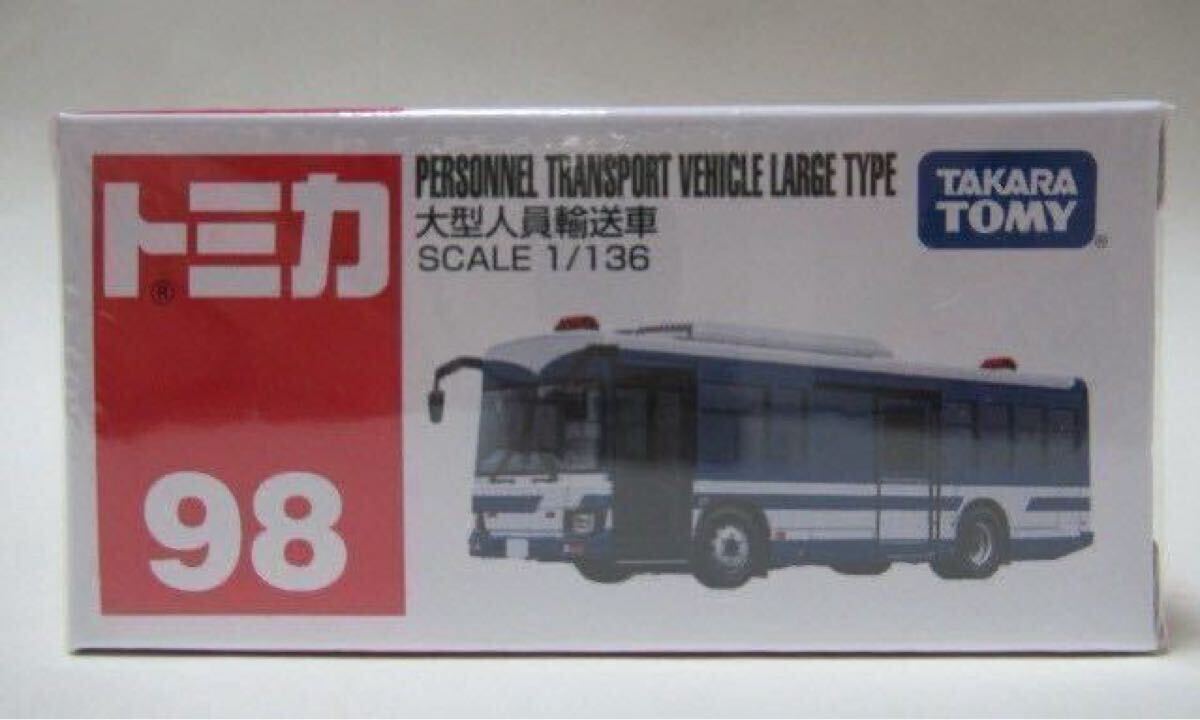 トミカ®
98
PERSONNEL TRANSPORT VEHICLE LARGE TYPE
大型人員輸送車
SCALE 1/136
TAKARA
TOMY®